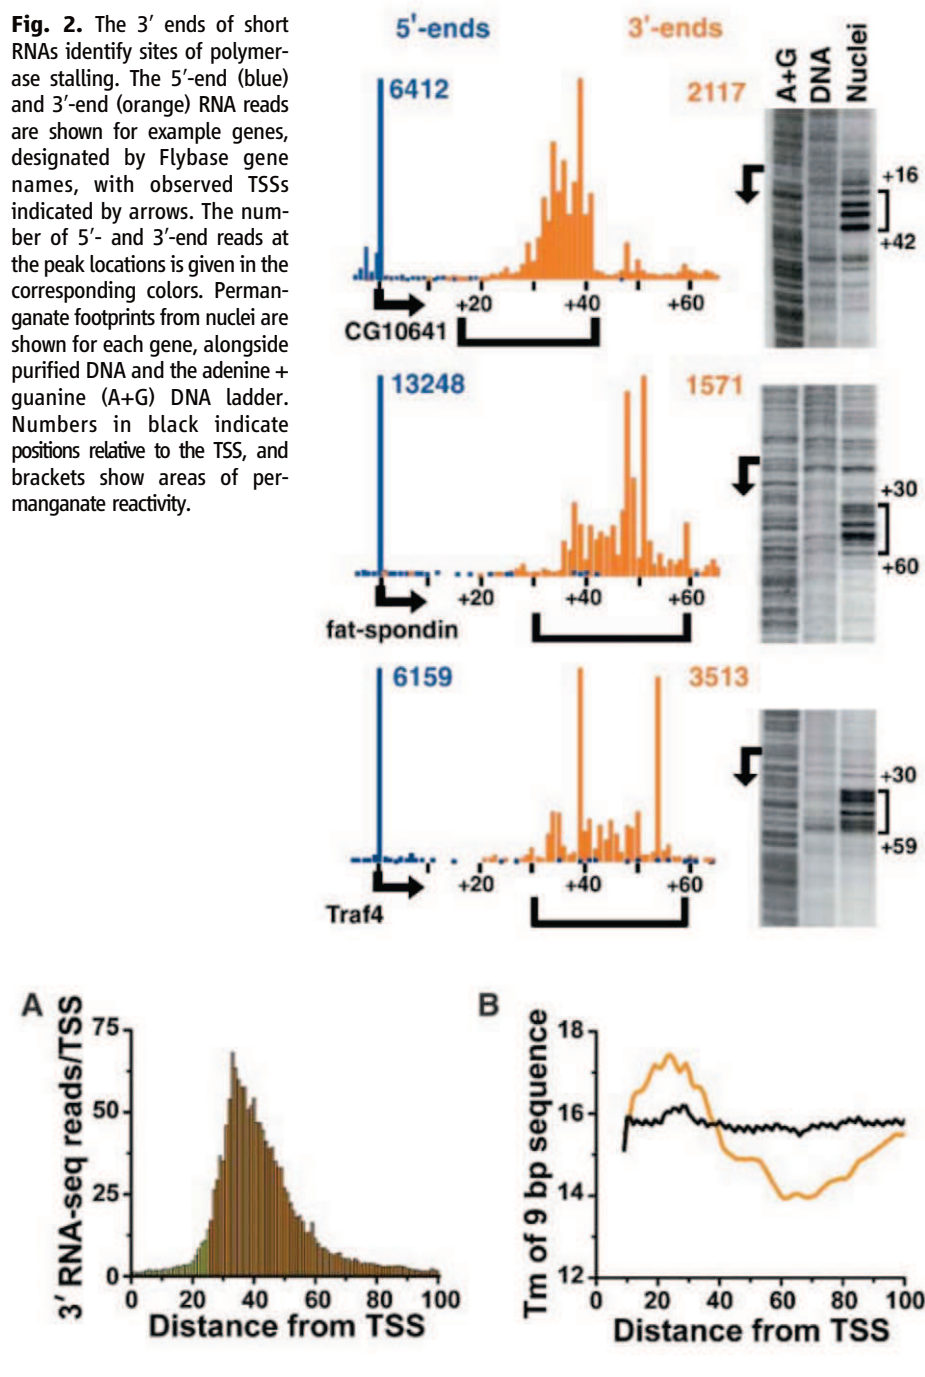 Fig. 2. The 3′ ends of short
RNAs identify sites of polymer-
ase stalling. The 5′-end (blue)
and 3′-end (orange) RNA reads
are shown for example genes,
designated by Flybase gene
names, with observed TSSs
indicated by arrows. The num-
ber of 5′- and 3′-end reads at
the peak locations is given in the
corresponding colors. Perman-
ganate footprints from nuclei are
shown for each gene, alongside
purified DNA and the adenine +
guanine (A+G) DNA ladder.
Numbers in black indicate
positions relative to the TSS, and
brackets show areas of per-
manganate reactivity.
5'-ends
3'-ends
A+G
DNA
Nuclei
6412
2117
+16
+42
+20
+40
+60
CG10641
13248
1571
+30
+60
+20
+40
+60
fat-spondin
6159
3513
+30
+59
+20
+40
+60
Traf4
A
3′ RNA-seq reads/TSS
75
50
25
0
0 20 40 60 80 100
Distance from TSS
B
Tm of 9 bp sequence
18
16
14
12
0 20 40 60 80 100
Distance from TSS